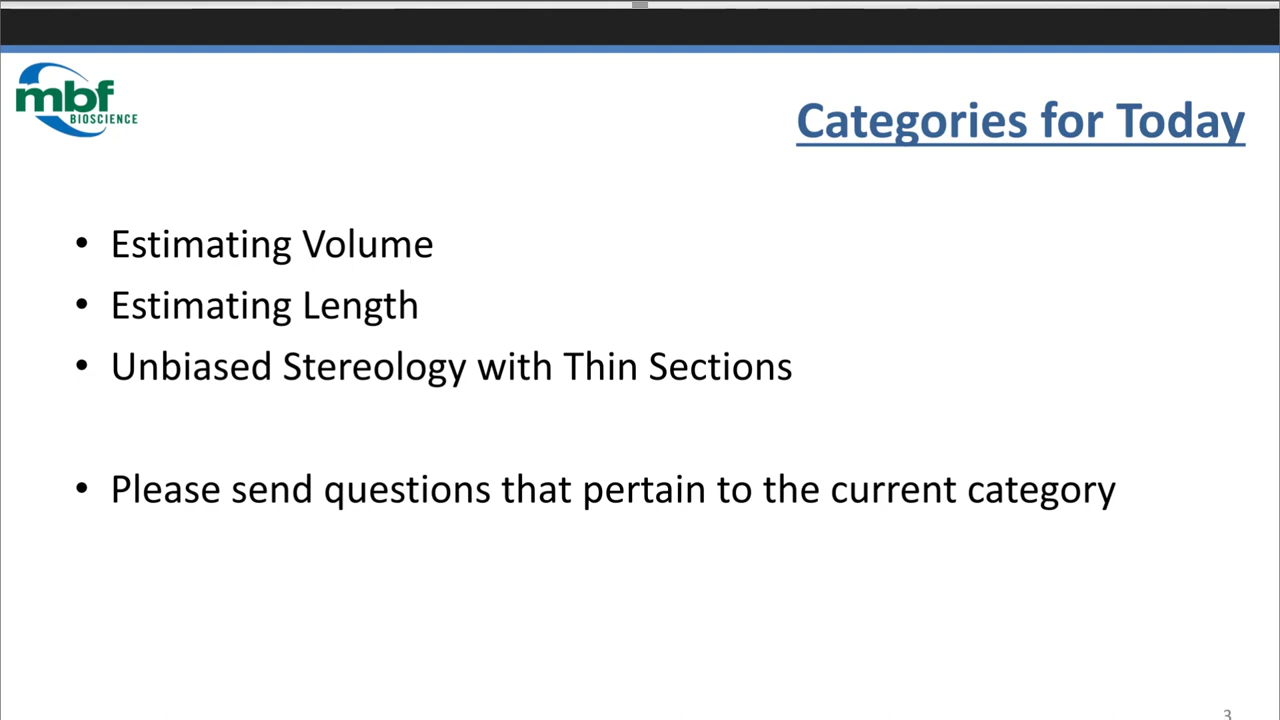 mbf
BIOSCIENCE
Categories for Today
• Estimating Volume
• Estimating Length
• Unbiased Stereology with Thin Sections
• Please send questions that pertain to the current category
3